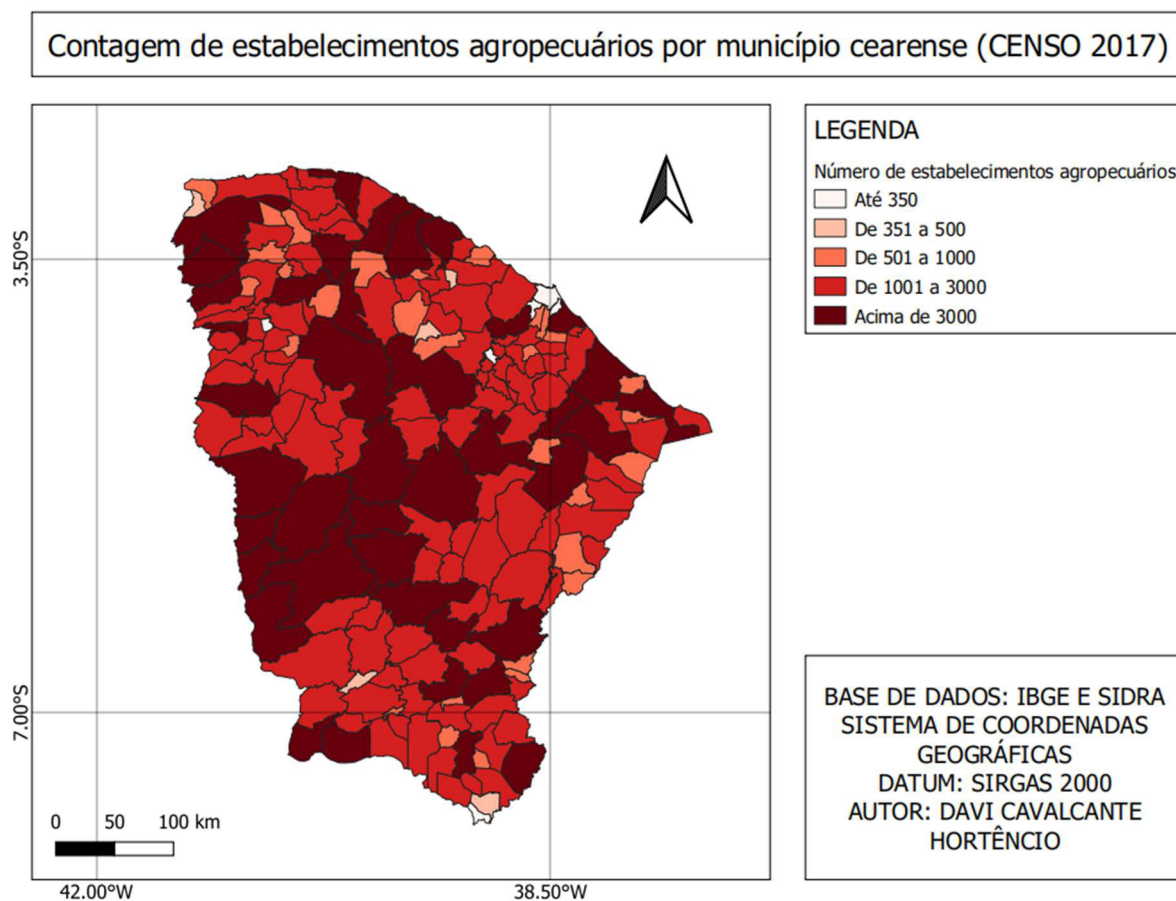 Contagem de estabelecimentos agropecuários por município cearense (CENSO 2017)
LEGENDA
Número de estabelecimentos agropecuários
Até 350
De 351 a 500
De 501 a 1000
De 1001 a 3000
Acima de 3000
3.50°S
7.00°S
0 50 100 km
42.00°W 38.50°W
BASE DE DADOS: IBGE E SIDRA
SISTEMA DE COORDENADAS
GEOGRÁFICAS
DATUM: SIRGAS 2000
AUTOR: DAVI CAVALCANTE
HORTÊNCIO